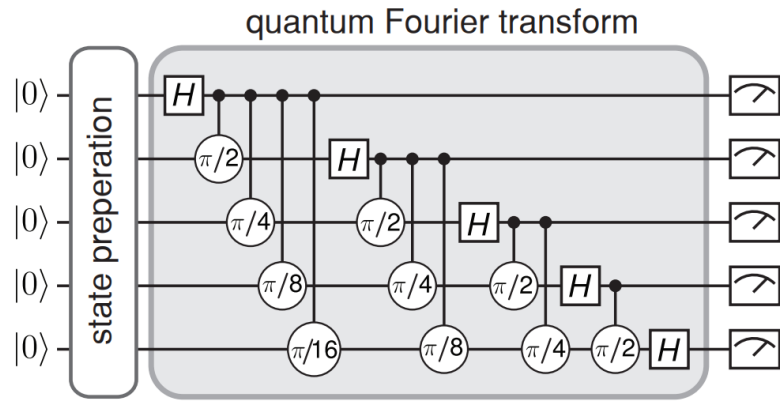 quantum Fourier transform
state preperation
|0⟩ H
|0⟩ π/2 H
|0⟩ π/4 π/2 H
|0⟩ π/8 π/4 π/2 H
|0⟩ π/16 π/8 π/4 π/2 H